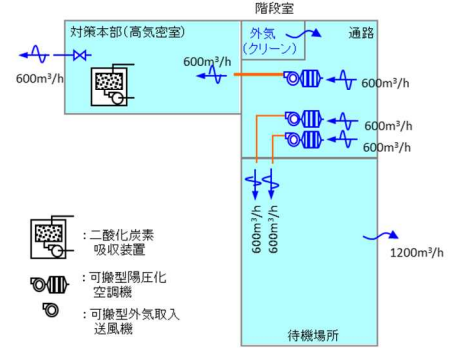 階段室
対策本部(高気密室)
外気
(クリーン)
通路
600m³/h
600m³/h
600m³/h
600m³/h
600m³/h
600m³/h
600m³/h
1200m³/h
待機場所
：二酸化炭素
吸収装置
：可搬型陽圧化
空調機
：可搬型外気取入
送風機